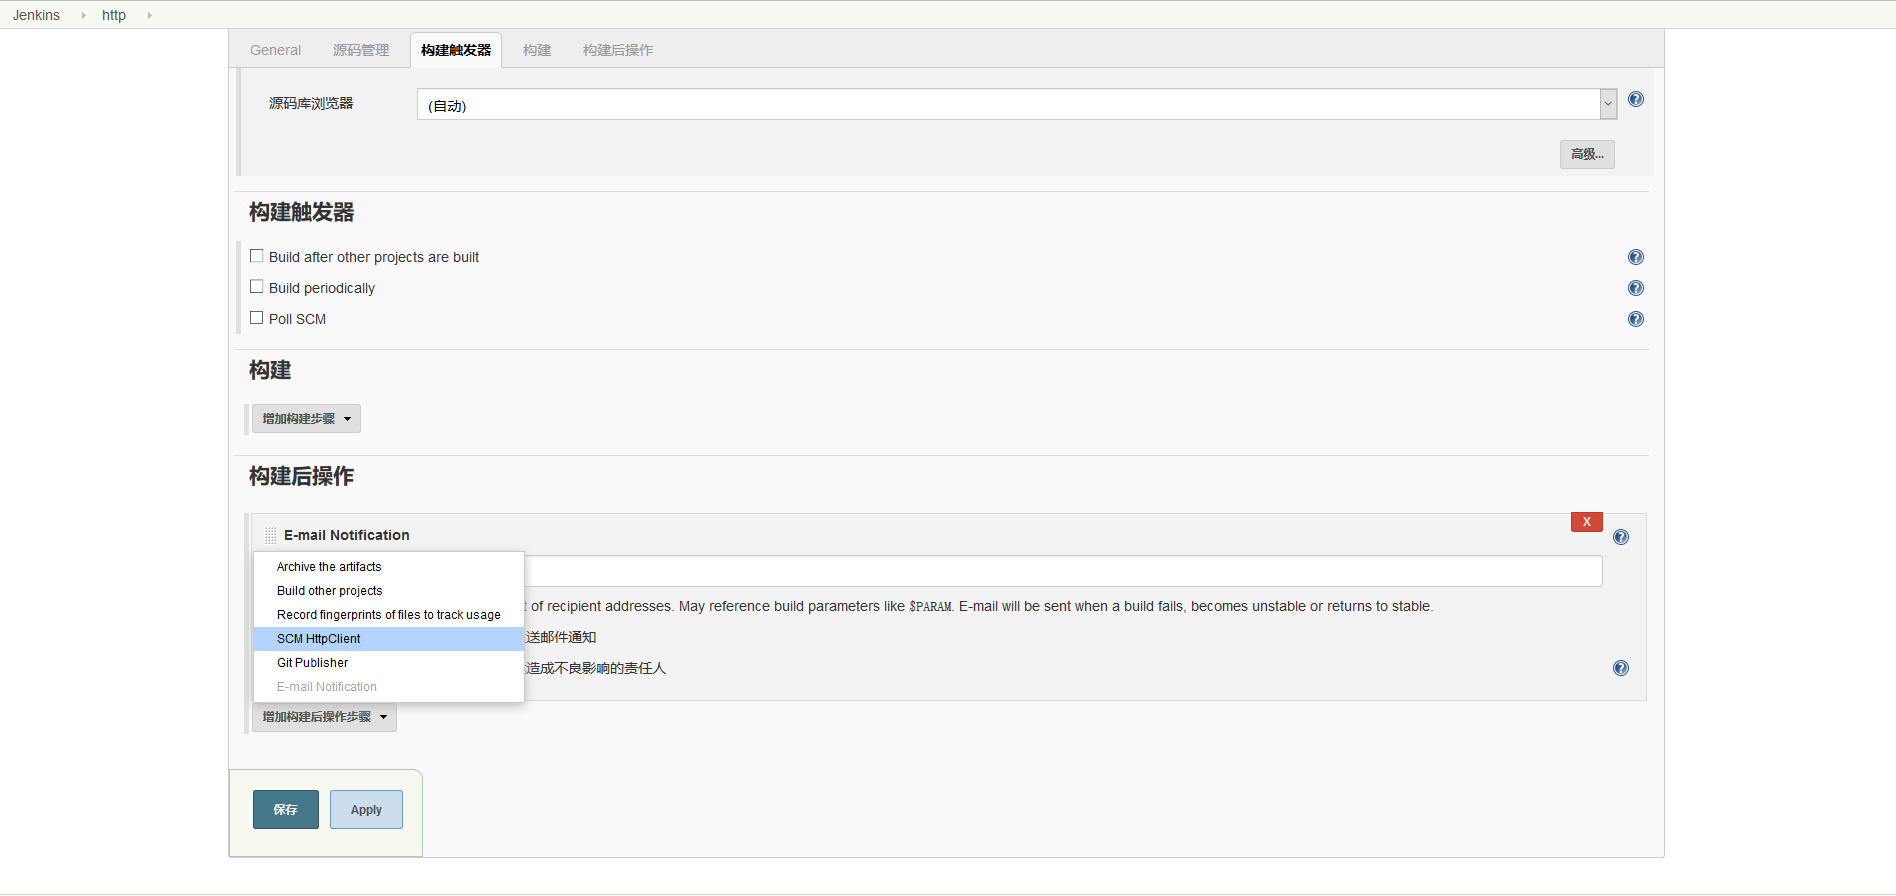 Jenkins http
General 源码管理 构建触发器 构建 构建后操作
源码库浏览器 (自动)
高级...
构建触发器
Build after other projects are built
Build periodically
Poll SCM
构建
增加构建步骤
构建后操作
X
E-mail Notification
Archive the artifacts
Build other projects
Record fingerprints of files to track usage
SCM HttpClient
Git Publisher
E-mail Notification
of recipient addresses. May reference build parameters like $PARAM. E-mail will be sent when a build fails, becomes unstable or returns to stable.
送邮件通知
造成不良影响的责任人
增加构建后操作步骤
保存 Apply